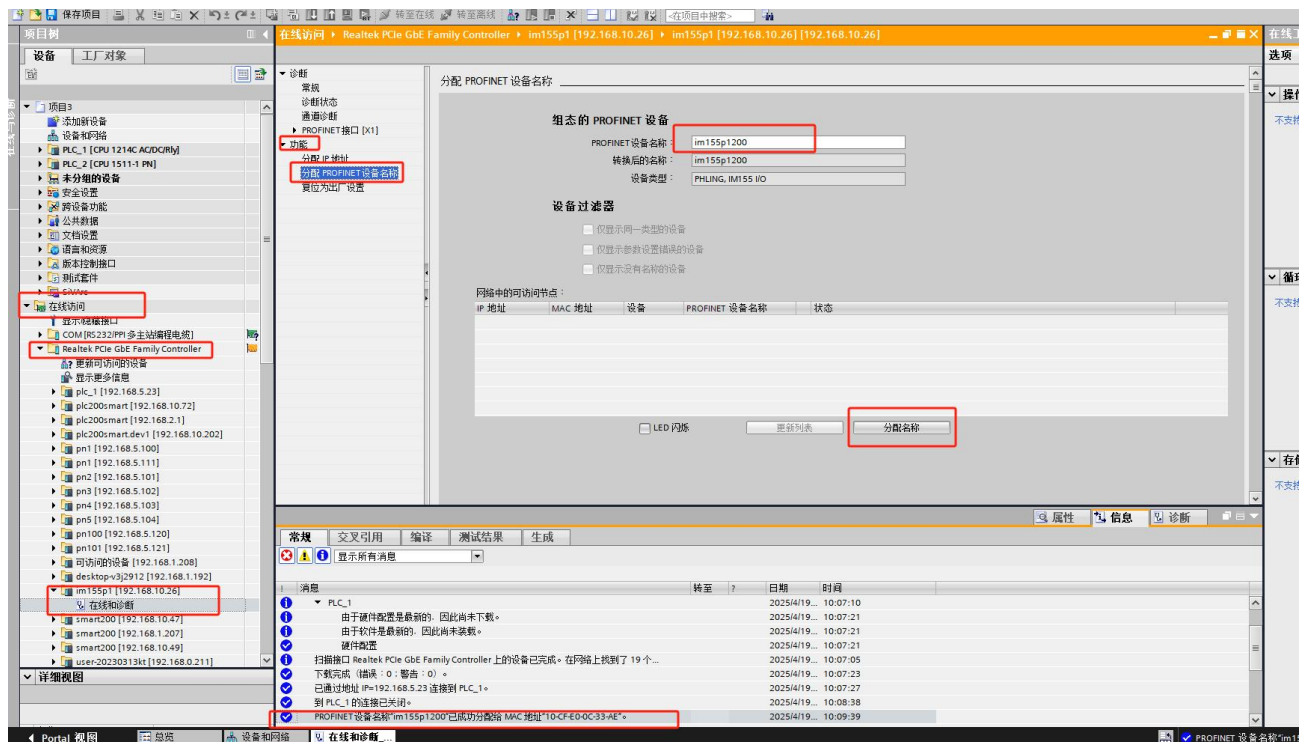 保存项目 转至在线 转至离线 <在项目中搜索>
项目树
在线访问 ▸ Realtek PCIe GbE Family Controller ▸ im155p1 [192.168.10.26] ▸ im155p1 [192.168.10.26] [192.168.10.26]
设备 工厂对象
选项
项目3
添加新设备
设备和网络
PLC_1 [CPU 1214C AC/DC/Rly]
PLC_2 [CPU 1511-1 PN]
未分组的设备
安全设置
跨设备功能
公共数据
文档设置
语言和资源
版本控制接口
测试套件
SiVArc
在线访问
显示/隐藏接口
COM [RS232/PPI 多主站编程电缆]
Realtek PCIe GbE Family Controller
更新可访问的设备
显示更多信息
plc_1 [192.168.5.23]
plc200smart [192.168.10.72]
plc200smart [192.168.2.1]
plc200smart.dev1 [192.168.10.202]
pn1 [192.168.5.100]
pn1 [192.168.5.111]
pn2 [192.168.5.101]
pn3 [192.168.5.102]
pn4 [192.168.5.103]
pn5 [192.168.5.104]
pn100 [192.168.5.120]
pn101 [192.168.5.121]
可访问的设备 [192.168.1.208]
desktop-v3j2912 [192.168.1.192]
im155p1 [192.168.10.26]
在线和诊断
smart200 [192.168.10.47]
smart200 [192.168.1.207]
smart200 [192.168.10.49]
user-20230313kt [192.168.0.211]
详细视图
诊断
常规
诊断状态
通道诊断
PROFINET接口 [X1]
功能
分配 IP 地址
分配 PROFINET设备名称
复位为出厂设置
分配 PROFINET 设备名称
组态的 PROFINET 设备
PROFINET设备名称: im155p1200
转换后的名称: im155p1200
设备类型: PHLING, IM155 I/O
设备过滤器
仅显示同一类型的设备
仅显示参数设置错误的设备
仅显示没有名称的设备
网络中的可访问节点:
IP 地址 MAC 地址 设备 PROFINET 设备名称 状态
LED 闪烁 更新列表 分配名称
不支持
不支持
不支持
属性 信息 诊断
常规 交叉引用 编译 测试结果 生成
显示所有消息
! 消息 转至 ? 日期 时间
PLC_1 2025/4/19... 10:07:10
由于硬件配置是最新的,因此尚未下载。 2025/4/19... 10:07:21
由于软件是最新的,因此尚未装载。 2025/4/19... 10:07:21
硬件配置 2025/4/19... 10:07:21
扫描接口 Realtek PCIe GbE Family Controller 上的设备已完成。在网络上找到了 19 个... 2025/4/19... 10:07:05
下载完成(错误:0;警告:0)。 2025/4/19... 10:07:23
已通过地址 IP=192.168.5.23 连接到 PLC_1。 2025/4/19... 10:07:27
到 PLC_1 的连接已关闭。 2025/4/19... 10:08:38
PROFINET设备名称"im155p1200"已成功分配给 MAC 地址"10-CF-E0-0C-33-AE"。 2025/4/19... 10:09:39
Portal 视图 总览 设备和网络 在线和诊断_... PROFINET 设备名称"im15